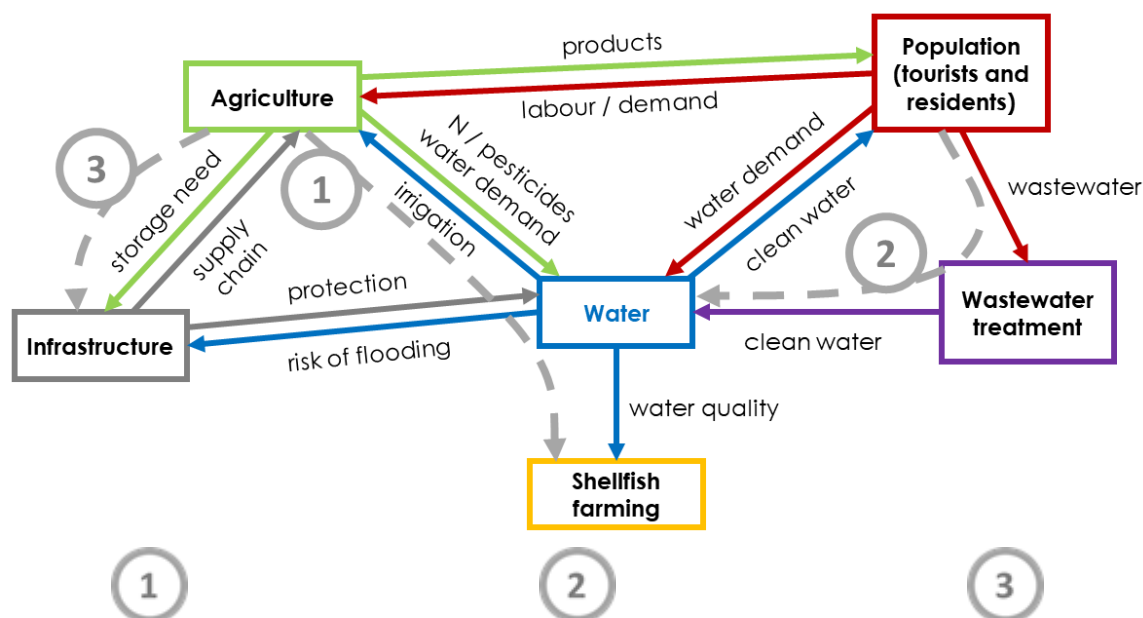 products
Population
(tourists and
residents)
Agriculture
labour / demand
3
1
N / pesticides
water demand
irrigation
water demand
clean water
wastewater
storage need
supply
chain
2
protection
Infrastructure
risk of flooding
Water
clean water
Wastewater
treatment
water quality
Shellfish
farming
1
2
3